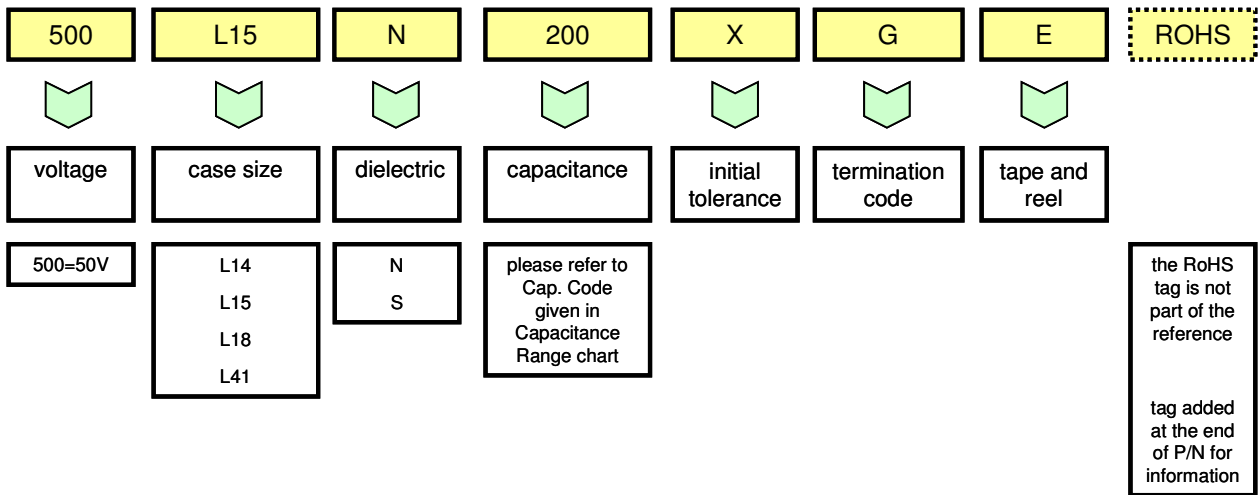 500 L15 N 200 X G E ROHS
voltage case size dielectric capacitance initial tolerance termination code tape and reel
500=50V
L14
L15
L18
L41
N
S
please refer to
Cap. Code
given in
Capacitance
Range chart
the RoHS
tag is not
part of the
reference
tag added
at the end
of P/N for
information